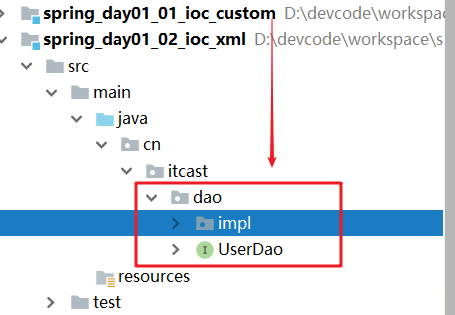 spring_day01_01_ioc_custom D:\devcode\workspac
spring_day01_02_ioc_xml D:\devcode\workspace\s
src
main
java
cn
itcast
dao
impl
I UserDao
resources
test